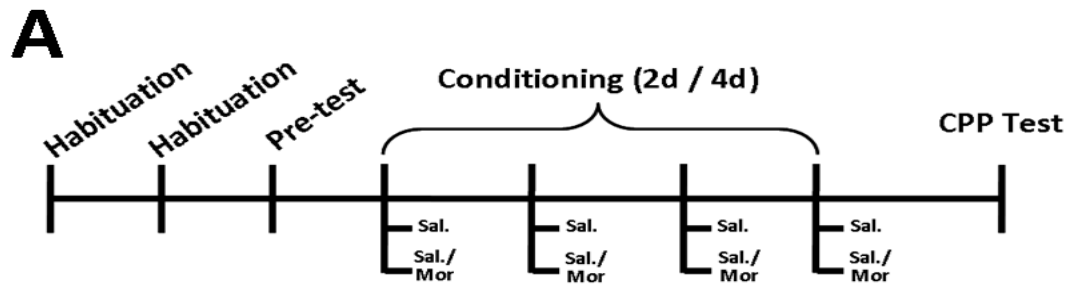 A
Habituation
Habituation
Pre-test
Conditioning (2d / 4d)
CPP Test
Sal.
Sal./
Mor
Sal.
Sal./
Mor
Sal.
Sal./
Mor
Sal.
Sal./
Mor